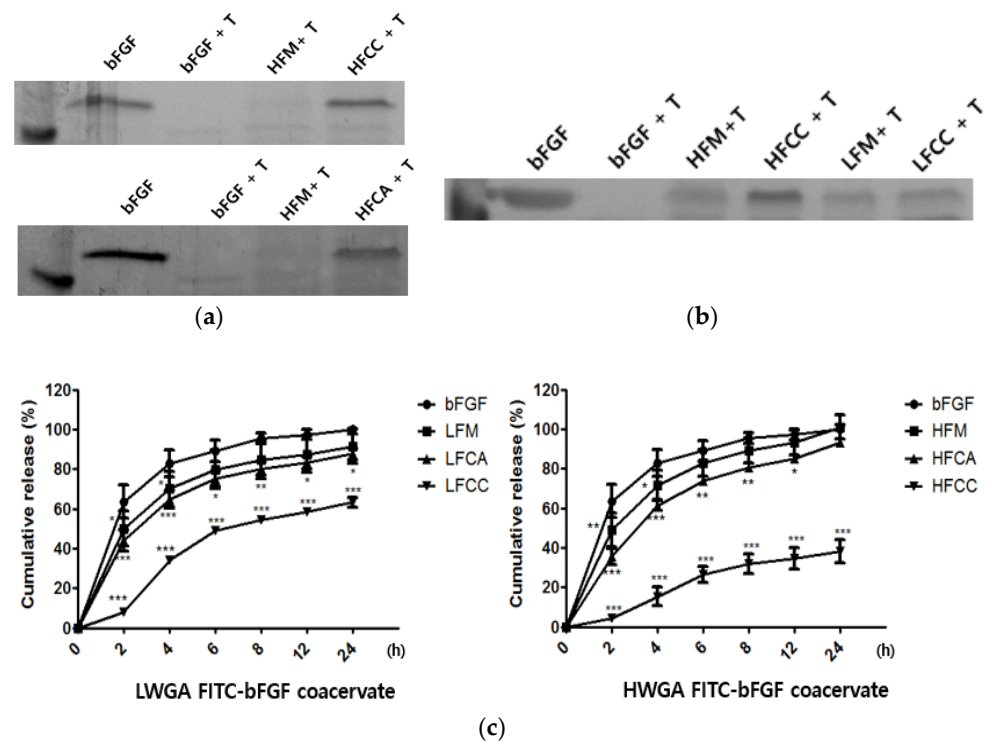 bFGF
bFGF + T
HFM+ T
HFCC + T
bFGF
bFGF + T
HFM+ T
HFCA + T
(a)
bFGF
bFGF + T
HFM+T
HFCC + T
LFM+ T
LFCC + T
(b)
Cumulative release (%)
120
100
80
60
40
20
0
0 2 4 6 8 12 24 (h)
* * * ** * *
*** *** ***
*** *** *** *** *** ***
bFGF
LFM
LFCA
LFCC
LWGA FITC-bFGF coacervate
Cumulative release (%)
120
100
80
60
40
20
0
0 2 4 6 8 12 24 (h)
** * ** ** *
*** ***
*** *** *** *** *** ***
bFGF
HFM
HFCA
HFCC
HWGA FITC-bFGF coacervate
(c)